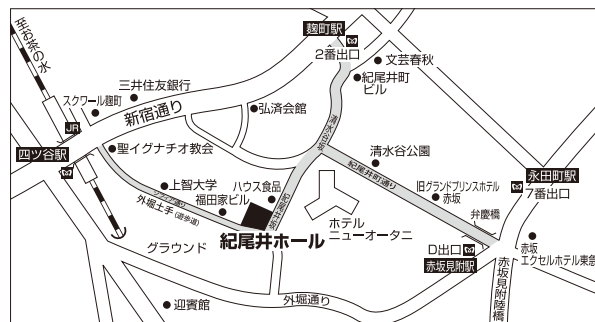 至お茶の水
麹町駅
2番出口
文芸春秋
三井住友銀行
紀尾井町
ビル
スクワール麹町
新宿通り
弘済会館
JR
清水谷坂
四ツ谷駅
聖イグナチオ教会
清水谷公園
紀尾井町通り
永田町駅
7番出口
上智大学
ハウス食品
旧グランドプリンスホテル
赤坂
ソフィア通り
福田家ビル
紀尾井坂
弁慶橋
外堀土手(遊歩道)
ホテル
ニューオータニ
赤坂
エクセルホテル東急
グラウンド
紀尾井ホール
D出口
赤坂見附駅
迎賓館
外堀通り
赤坂見附陸橋